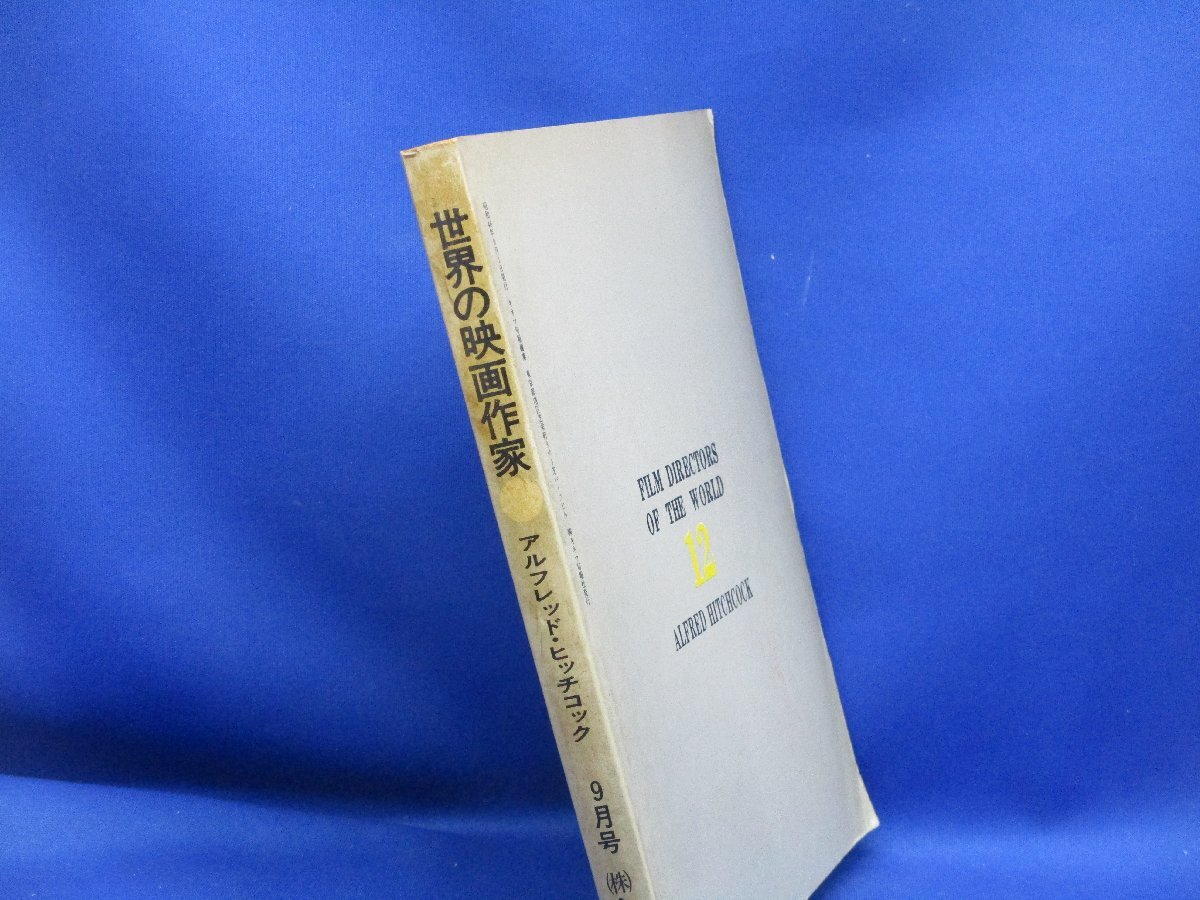 世界の映画作家
アルフレッド・ヒッチコック
9月号
(株)
FILM DIRECTORS
OF THE WORLD
12
ALFRED HITCHCOCK